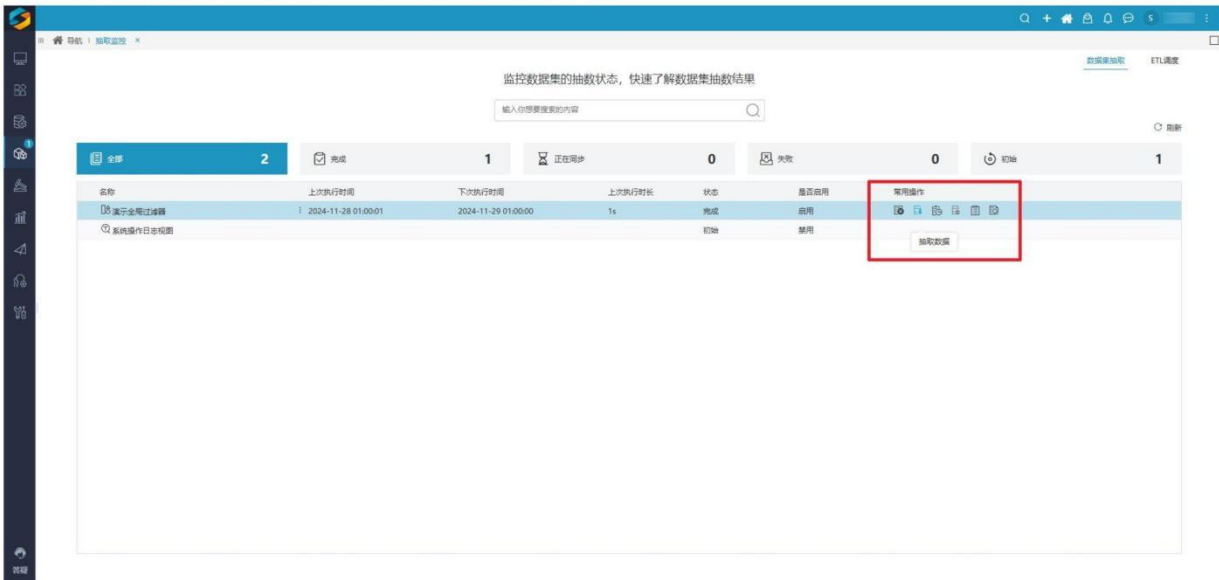 S
导航 | 抽取监控 ×
数据集抽取 ETL调度
监控数据集的抽数状态，快速了解数据集抽数结果
输入你想要搜索的内容
刷新
1
全部 2 完成 1 正在同步 0 失败 0 初始 1
名称 上次执行时间 下次执行时间 上次执行时长 状态 是否启用 常用操作
演示全局过滤器 2024-11-28 01:00:01 2024-11-29 01:00:00 1s 完成 启用
系统操作日志视图 初始 禁用
抽取数据
答疑